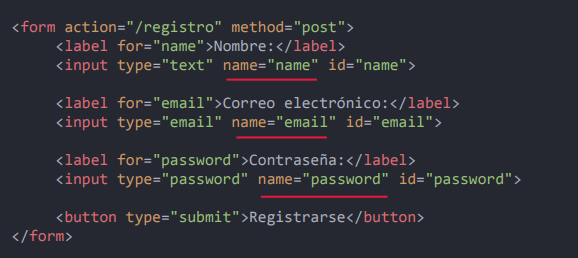 <form action="/registro" method="post">
<label for="name">Nombre:</label>
<input type="text" name="name" id="name">
<label for="email">Correo electrónico:</label>
<input type="email" name="email" id="email">
<label for="password">Contraseña:</label>
<input type="password" name="password" id="password">
<button type="submit">Registrarse</button>
</form>